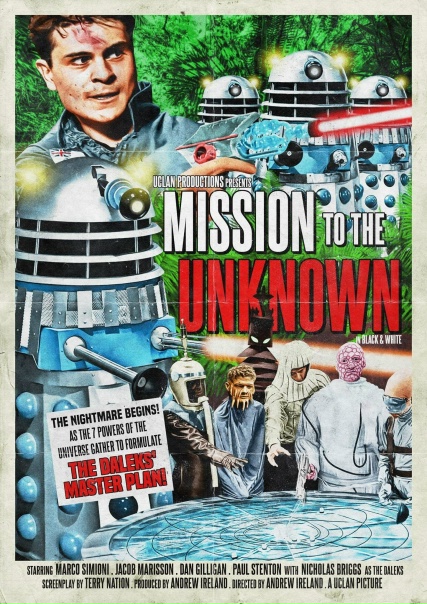 UCLAN PRODUCTIONS PRESENTS
MISSION TO THE
UNKNOWN
IN BLACK & WHITE
THE NIGHTMARE BEGINS!
AS THE 7 POWERS OF THE
UNIVERSE GATHER TO FORMULATE
THE DALEKS'
MASTER PLAN!
STARRING MARCO SIMIONI . JACOB MARISSON . DAN GILLIGAN . PAUL STENTON WITH NICHOLAS BRIGGS AS THE DALEKS
SCREENPLAY BY TERRY NATION . PRODUCED BY ANDREW IRELAND . DIRECTED BY ANDREW IRELAND . A UCLAN PICTURE